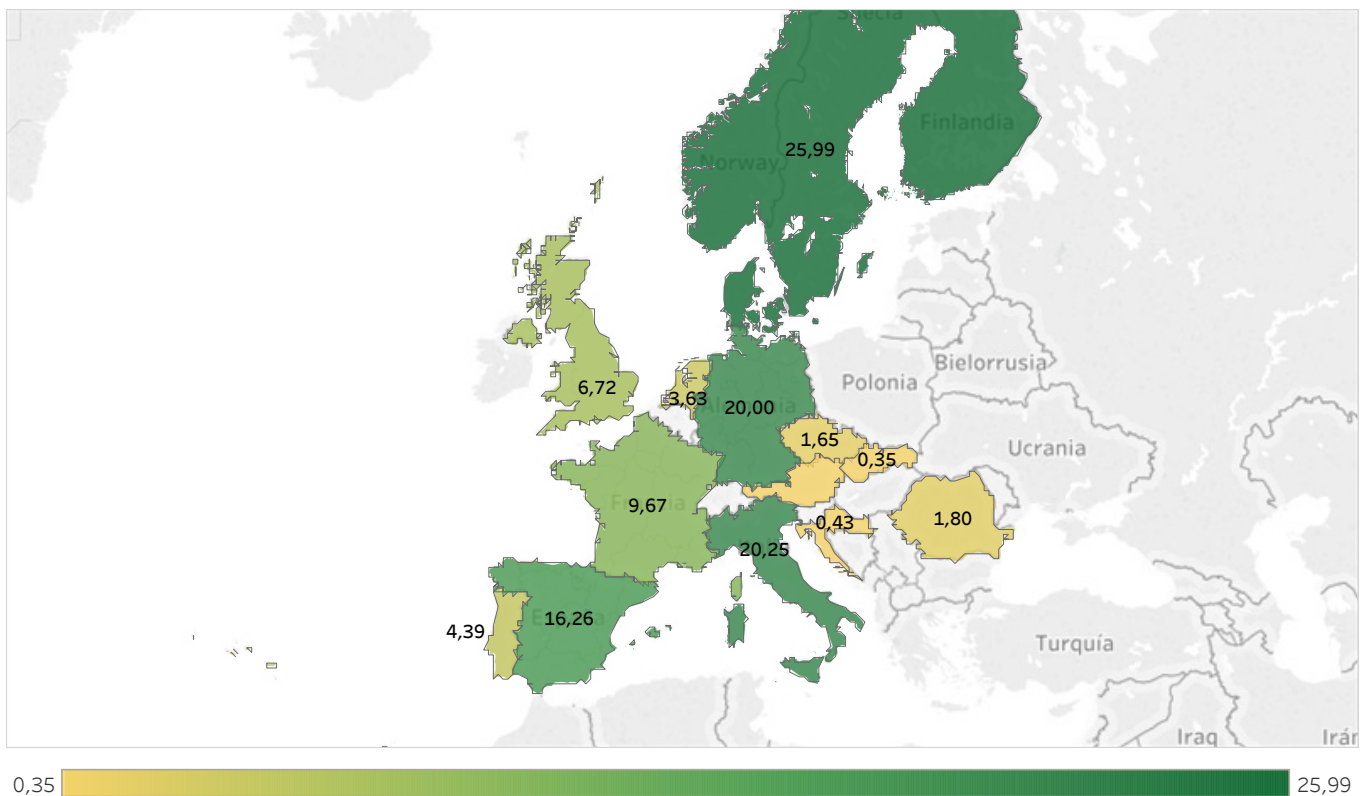 Suecia
Finlandia
25,99
Norway
Bielorrusia
Polonia
6,72
3,63
20,00
1,65
Ucrania
0,35
9,67
1,80
0,43
20,25
16,26
4,39
Turquía
Iraq
Irán
0,35
25,99